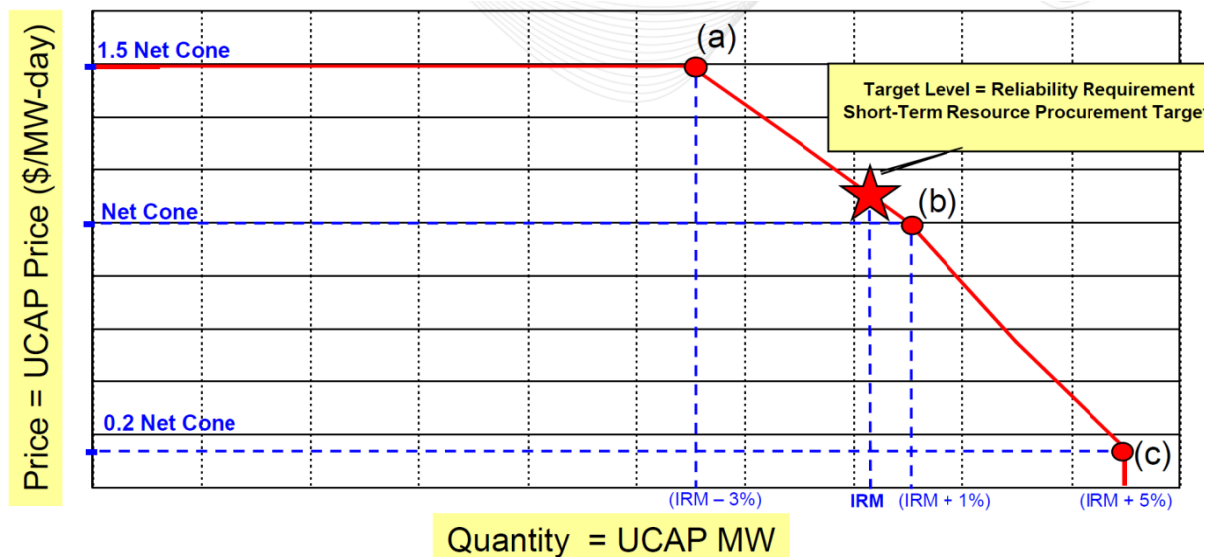 Price = UCAP Price ($/MW-day)
1.5 Net Cone
(a)
Target Level = Reliability Requirement
Short-Term Resource Procurement Target
Net Cone
(b)
0.2 Net Cone
(c)
(IRM – 3%)
IRM
(IRM + 1%)
(IRM + 5%)
Quantity = UCAP MW